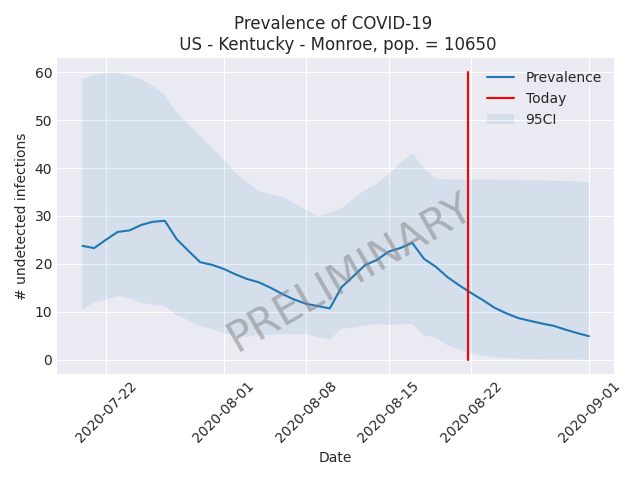 Prevalence of COVID-19
US - Kentucky - Monroe, pop. = 10650
# undetected infections
60
50
40
30
20
10
0
Prevalence
Today
95CI
PRELIMINARY
2020-07-22
2020-08-01
2020-08-08
2020-08-15
2020-08-22
2020-09-01
Date